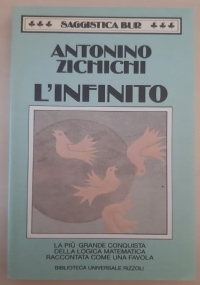 SAGGISTICA BUR
ANTONINO
ZICHICHI
L'INFINITO
LA PIÙ GRANDE CONQUISTA
DELLA LOGICA MATEMATICA
RACCONTATA COME UNA FAVOLA
BIBLIOTECA UNIVERSALE RIZZOLI